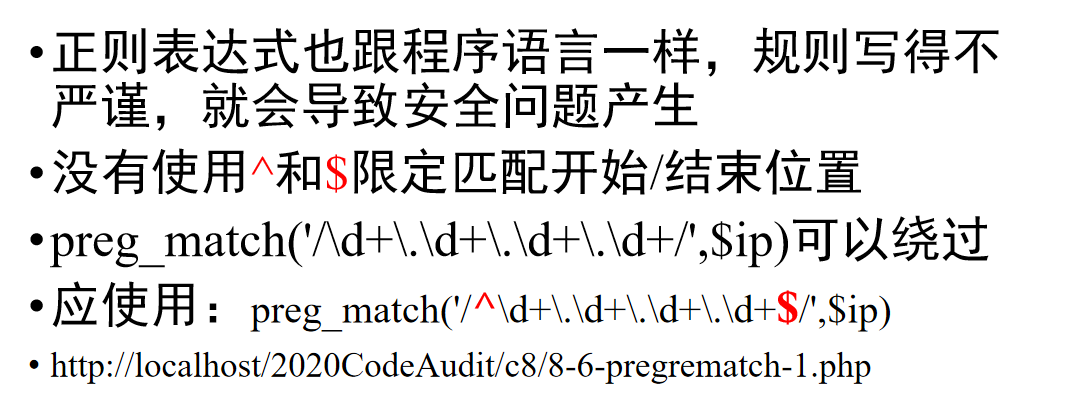 •正则表达式也跟程序语言一样，规则写得不
严谨，就会导致安全问题产生
•没有使用^和$限定匹配开始/结束位置
•preg_match('/\d+\.\d+\.\d+\.\d+/',$ip)可以绕过
•应使用：preg_match('/^\d+\.\d+\.\d+\.\d+$/',$ip)
•http://localhost/2020CodeAudit/c8/8-6-pregrematch-1.php